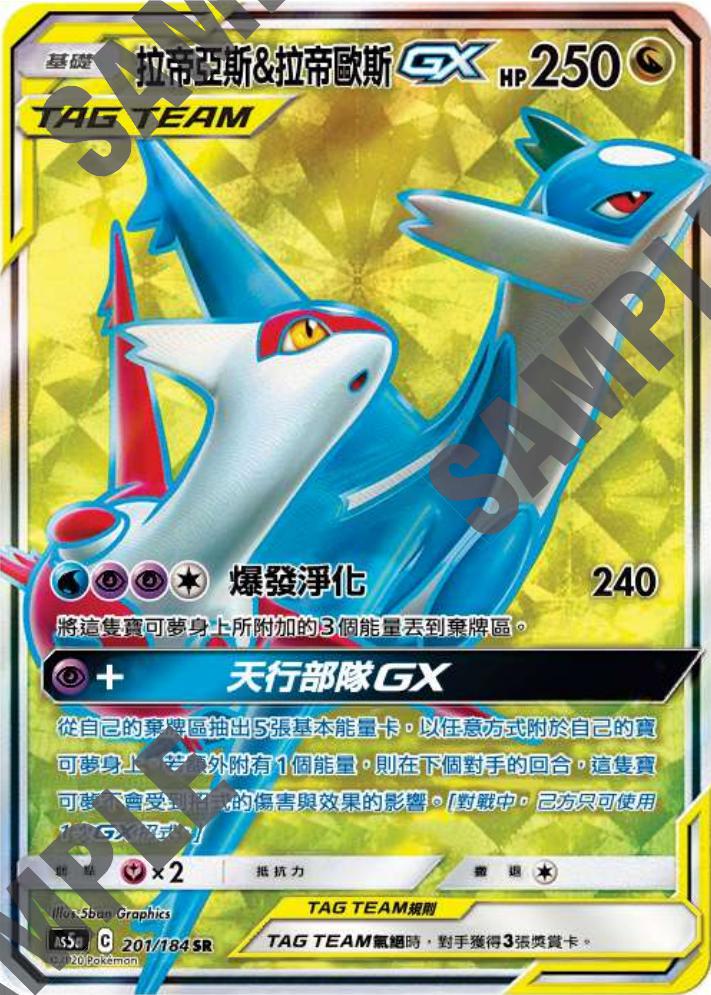 基礎 拉帝亞斯&拉帝歐斯GX HP250
TAG TEAM
SAMPLE
SAMPLE
爆發淨化 240
將這隻寶可夢身上所附加的3個能量丟到棄牌區。
+ 天行部隊GX
從自己的棄牌區抽出5張基本能量卡，以任意方式附於自己的寶
可夢身上。若額外附有1個能量，則在下個對手的回合，這隻寶
可夢不會受到招式的傷害與效果的影響。[對戰中，己方只可使用
1次GX招式。]
弱點 ×2 抵抗力 撤退
Illus. 5ban Graphics
TAG TEAM規則
AS5a C 201/184 SR
TAG TEAM氣絕時，對手獲得3張獎賞卡。
©2020 Pokémon
SAMPLE